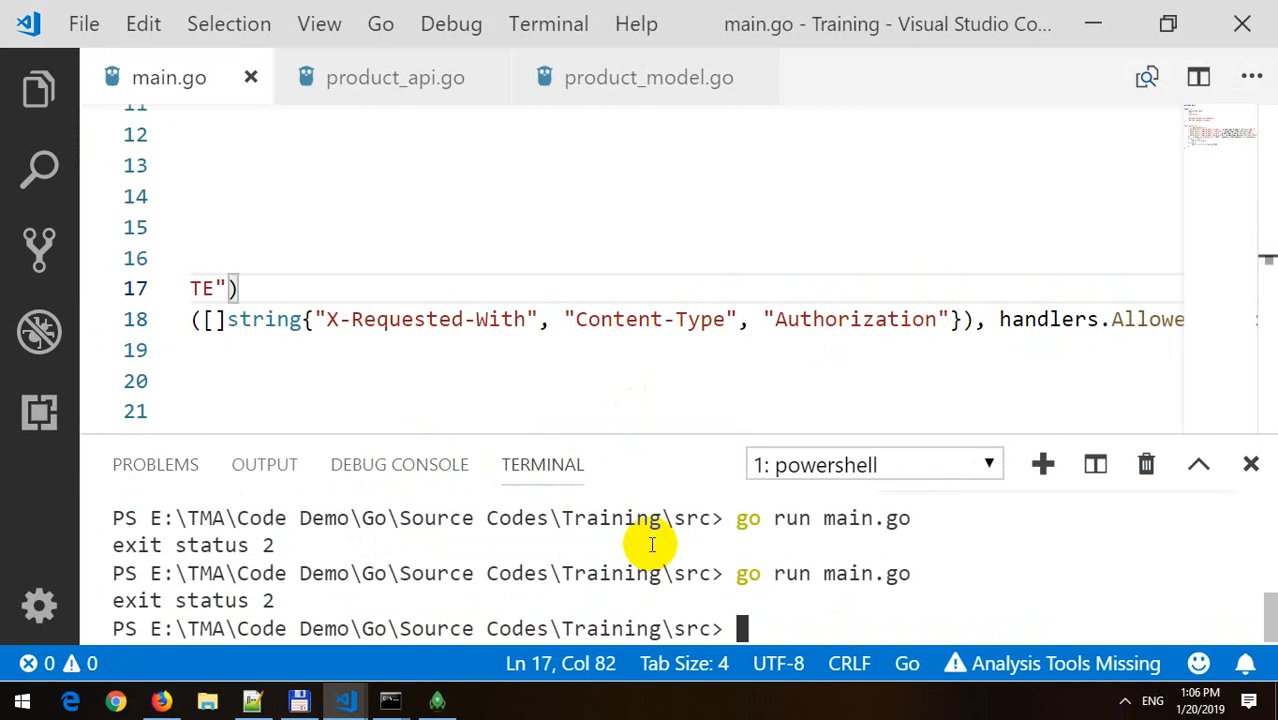 File Edit Selection View Go Debug Terminal Help main.go - Training - Visual Studio Co...
main.go product_api.go product_model.go
11
12
13
14
15
16
17 TE")
18 ([]string{"X-Requested-With", "Content-Type", "Authorization"}), handlers.Allowe
19
20
21
PROBLEMS OUTPUT DEBUG CONSOLE TERMINAL 1: powershell
PS E:\TMA\Code Demo\Go\Source Codes\Training\src> go run main.go
exit status 2
PS E:\TMA\Code Demo\Go\Source Codes\Training\src> go run main.go
exit status 2
PS E:\TMA\Code Demo\Go\Source Codes\Training\src>
0 0 Ln 17, Col 82 Tab Size: 4 UTF-8 CRLF Go Analysis Tools Missing
ENG 1:06 PM
1/20/2019